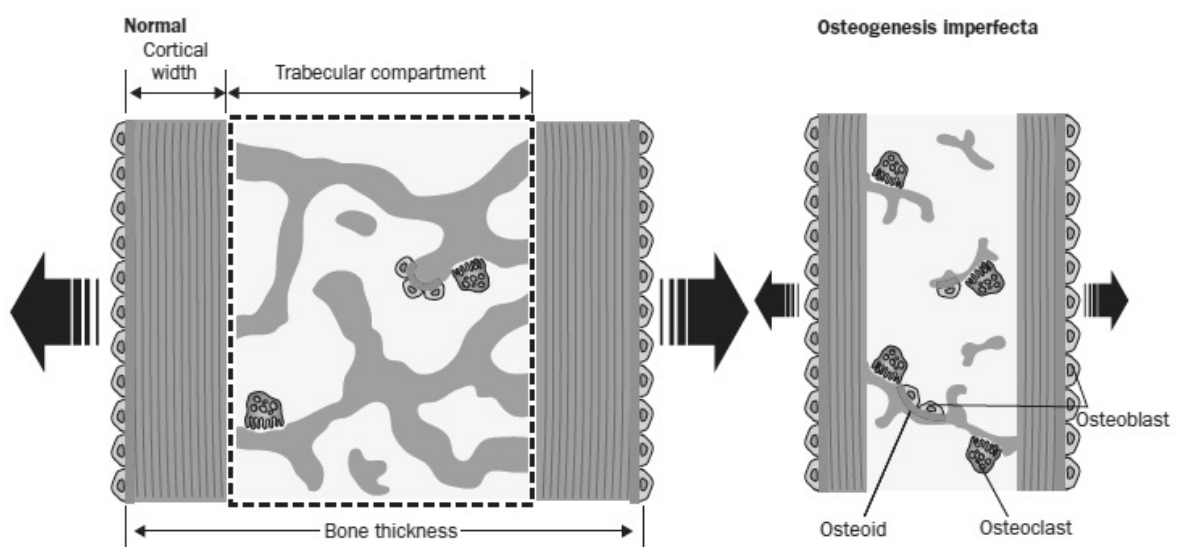 Normal
Cortical
width
Trabecular compartment
Osteogenesis imperfecta
Osteoblast
Bone thickness
Osteoid
Osteoclast